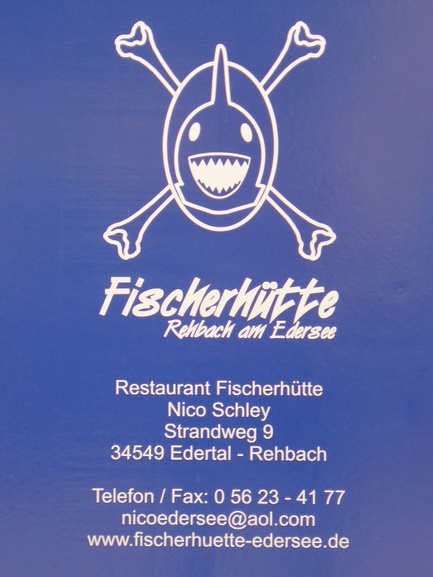 Fischerhütte
Rehbach am Edersee
Restaurant Fischerhütte
Nico Schley
Strandweg 9
34549 Edertal - Rehbach
Telefon / Fax: 0 56 23 - 41 77
nicoedersee@aol.com
www.fischerhuette-edersee.de